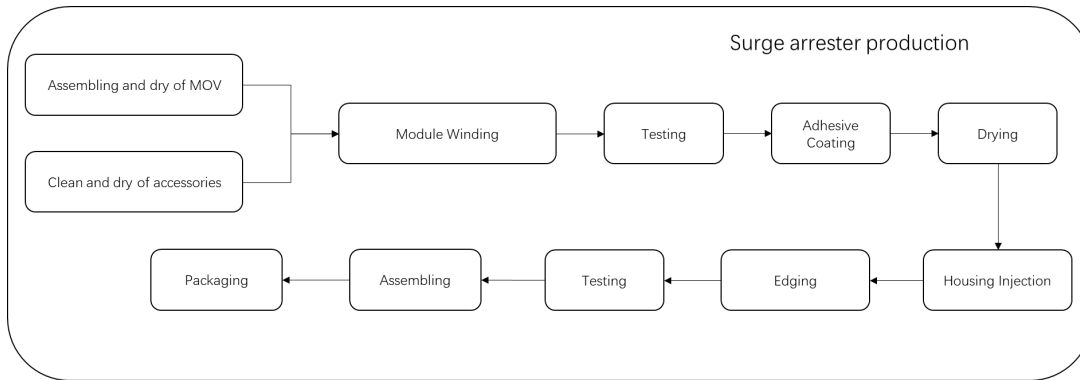 Surge arrester production
Assembling and dry of MOV
Clean and dry of accessories
Module Winding
Testing
Adhesive
Coating
Drying
Housing Injection
Edging
Testing
Assembling
Packaging